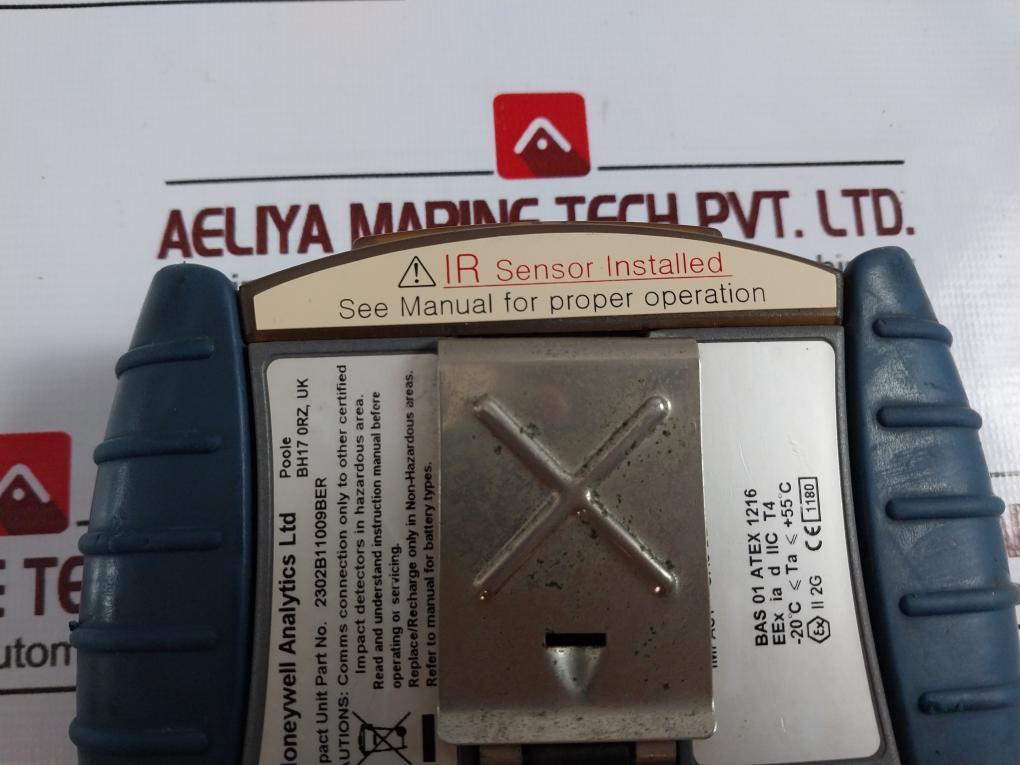 AELIYA MARINE TECH PVT. LTD.
IR Sensor Installed
See Manual for proper operation
Honeywell Analytics Ltd
Poole
BH17 0RZ, UK
Impact Unit Part No. 2302B11009BER
CAUTIONS: Comms connection only to other certified
Impact detectors in hazardous area.
Read and understand instruction manual before
operating or servicing.
Replace/Recharge only in Non-Hazardous areas.
Refer to manual for battery types.
BAS 01 ATEX 1216
EEx ia d IIC T4
-20°C ≤ Ta ≤ +55°C
Ex II 2G CE 1180
E TE
utom